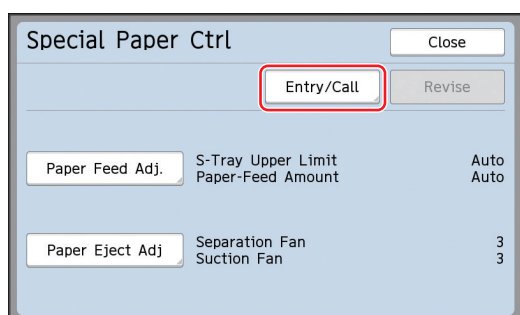 Special Paper Ctrl
Close
Entry/Call
Revise
Paper Feed Adj.
S-Tray Upper Limit Auto
Paper-Feed Amount Auto
Paper Eject Adj
Separation Fan 3
Suction Fan 3